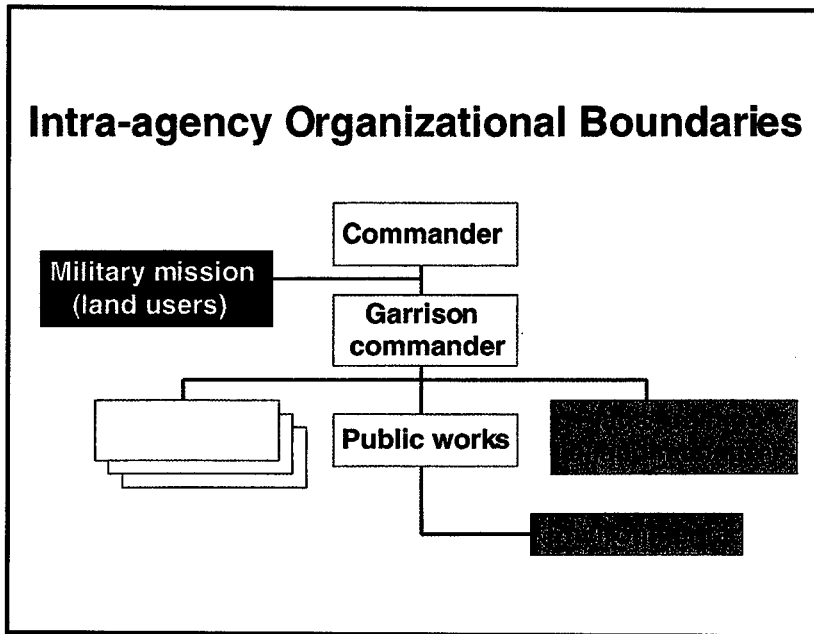 Intra-agency Organizational Boundaries
Commander
Military mission
(land users)
Garrison
commander
Public works